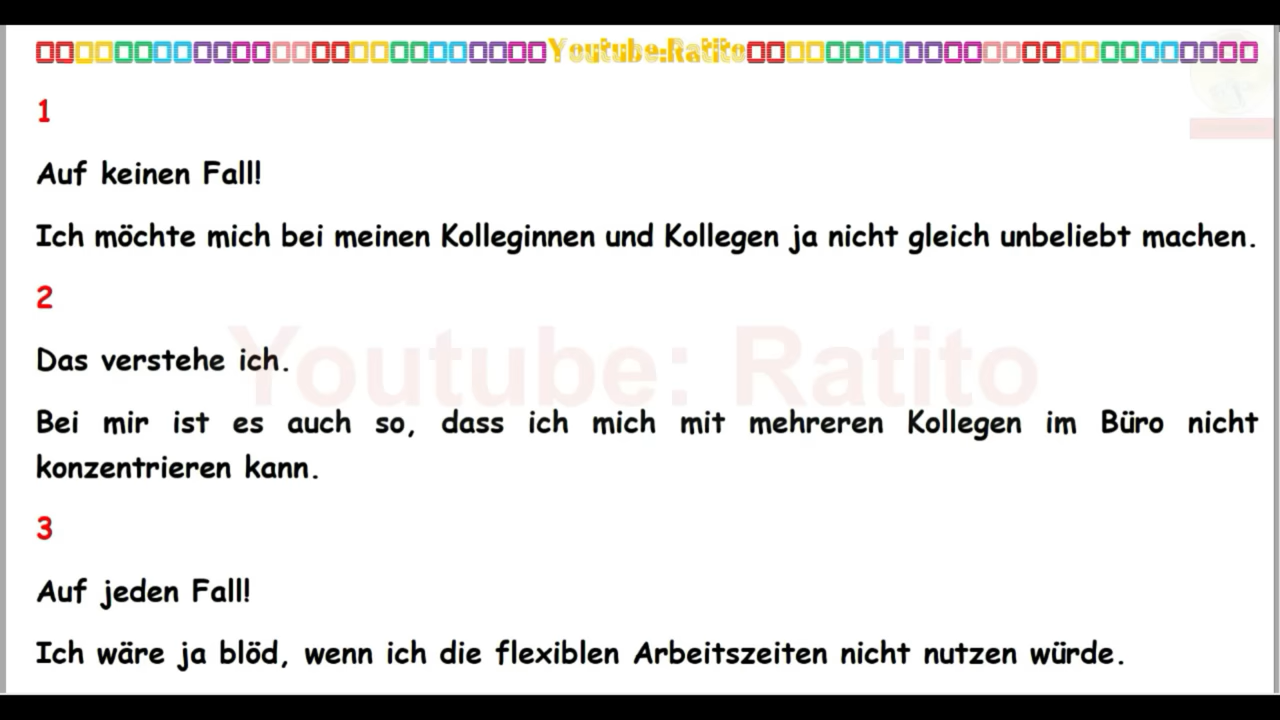 Youtube:Ratito
1
Auf keinen Fall!
Ich möchte mich bei meinen Kolleginnen und Kollegen ja nicht gleich unbeliebt machen.
2
Das verstehe ich.
Youtube: Ratito
Bei mir ist es auch so, dass ich mich mit mehreren Kollegen im Büro nicht
konzentrieren kann.
3
Auf jeden Fall!
Ich wäre ja blöd, wenn ich die flexiblen Arbeitszeiten nicht nutzen würde.